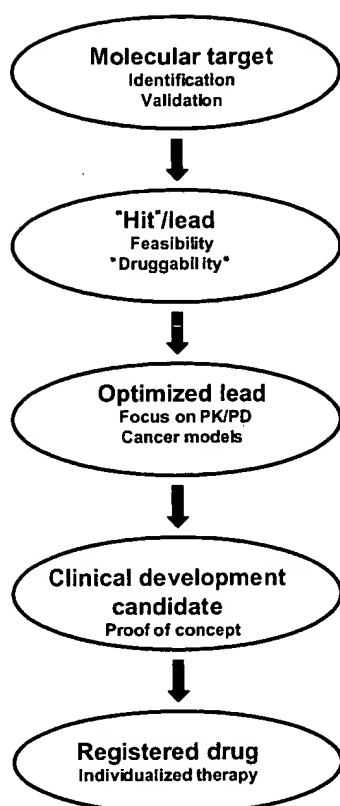 Molecular target
Identification
Validation
"Hit"/lead
Feasibility
"Druggability"
Optimized lead
Focus on PK/PD
Cancer models
Clinical development
candidate
Proof of concept
Registered drug
Individualized therapy